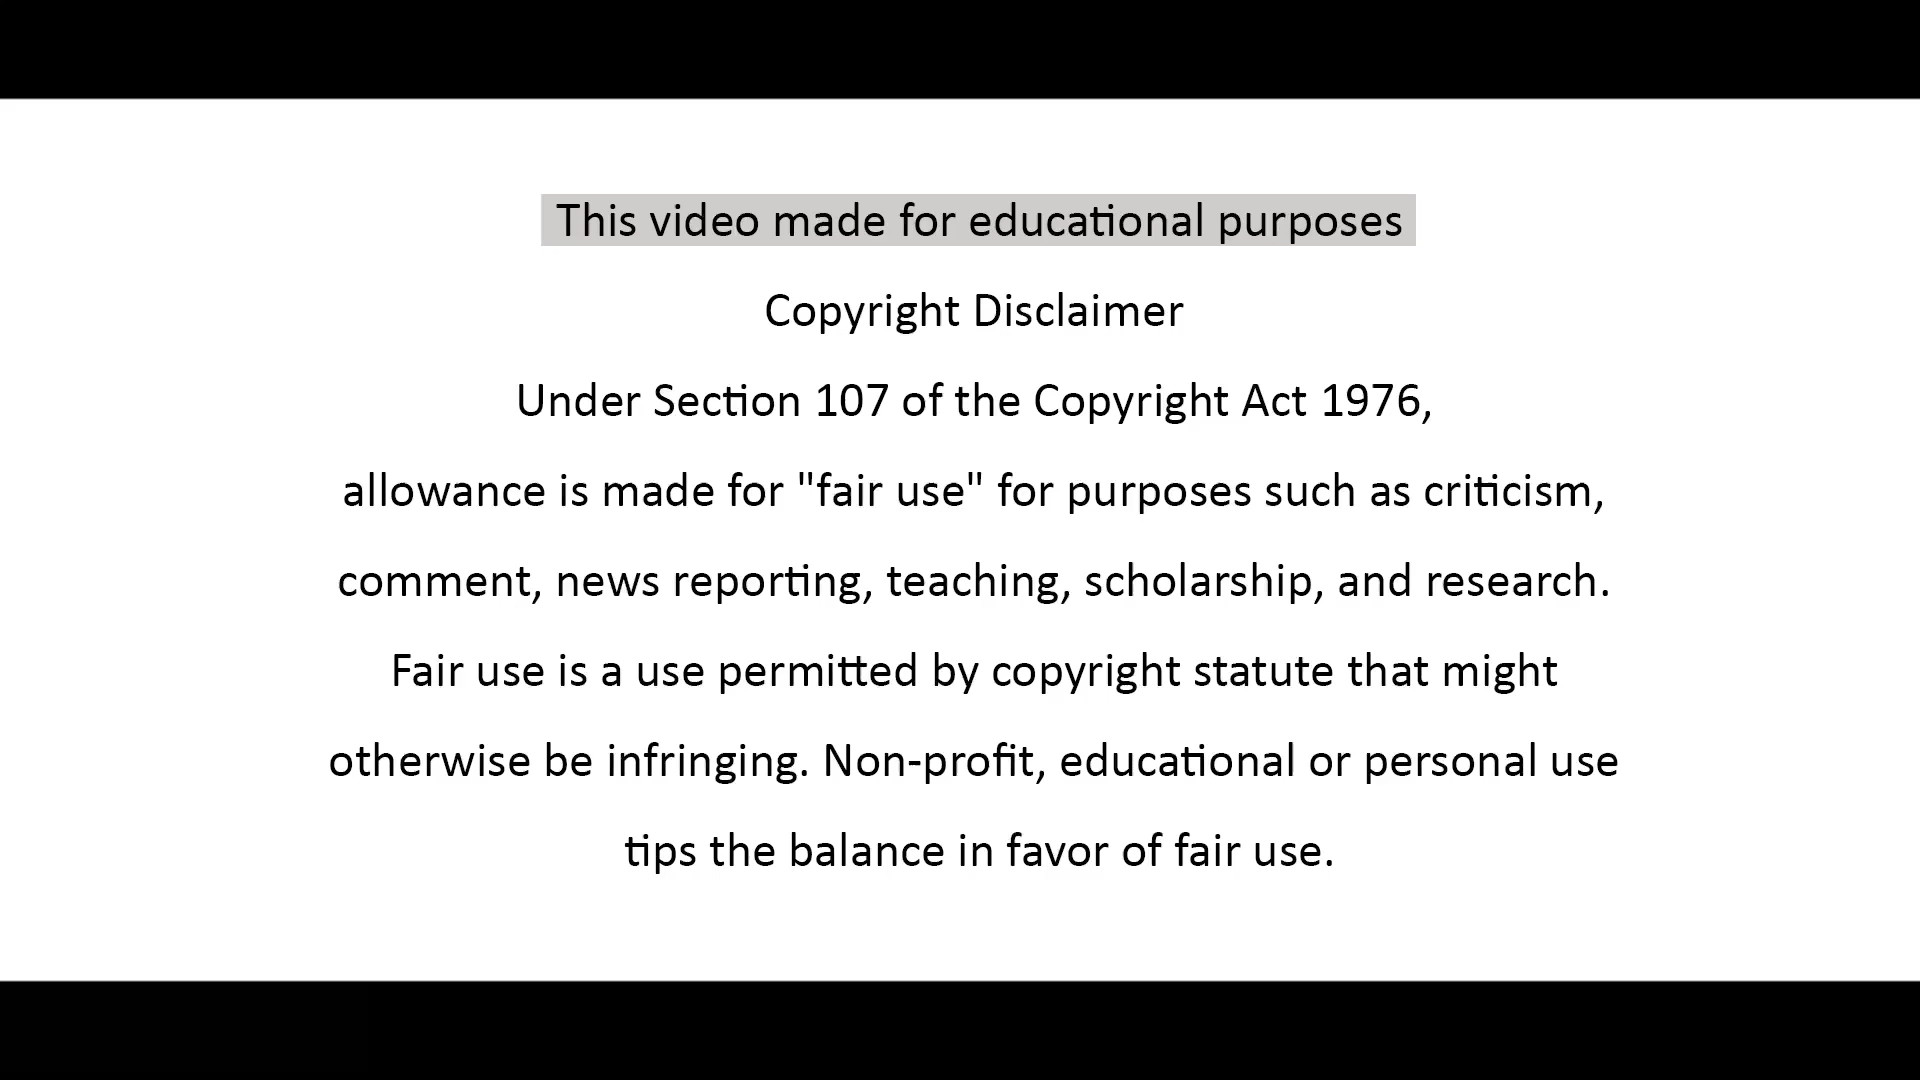 This video made for educational purposes
Copyright Disclaimer
Under Section 107 of the Copyright Act 1976,
allowance is made for "fair use" for purposes such as criticism,
comment, news reporting, teaching, scholarship, and research.
Fair use is a use permitted by copyright statute that might
otherwise be infringing. Non-profit, educational or personal use
tips the balance in favor of fair use.